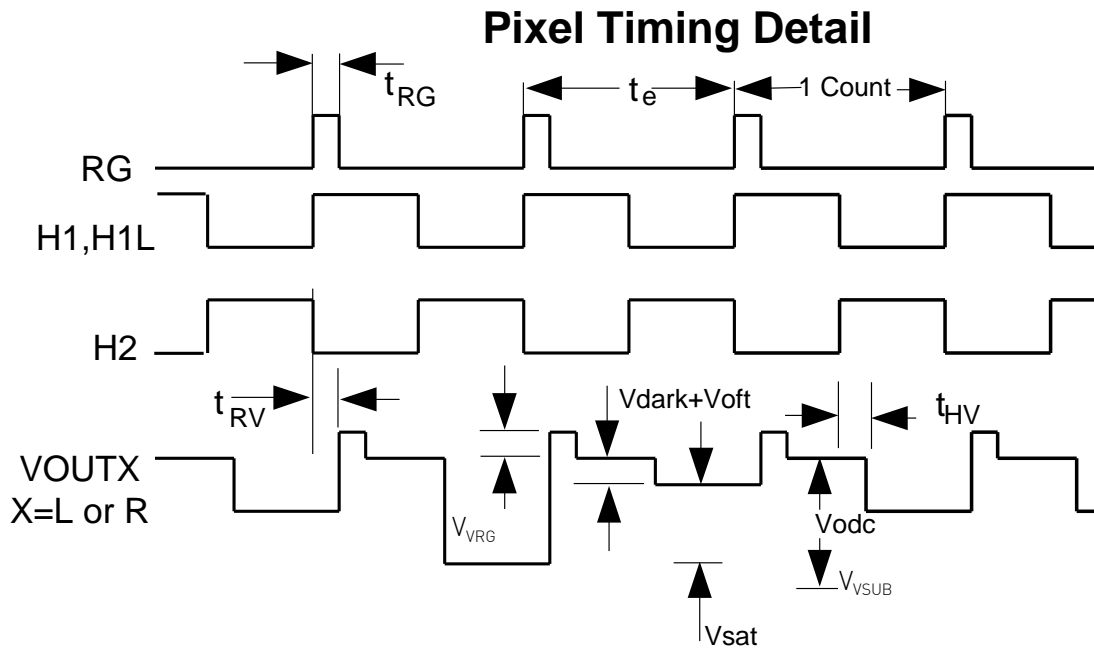 Pixel Timing Detail
tRG
te
1 Count
RG
H1,H1L
H2
tRV
Vdark+Voft
tHV
VOUTX
X=L or R
VVRG
Vodc
VVSUB
Vsat